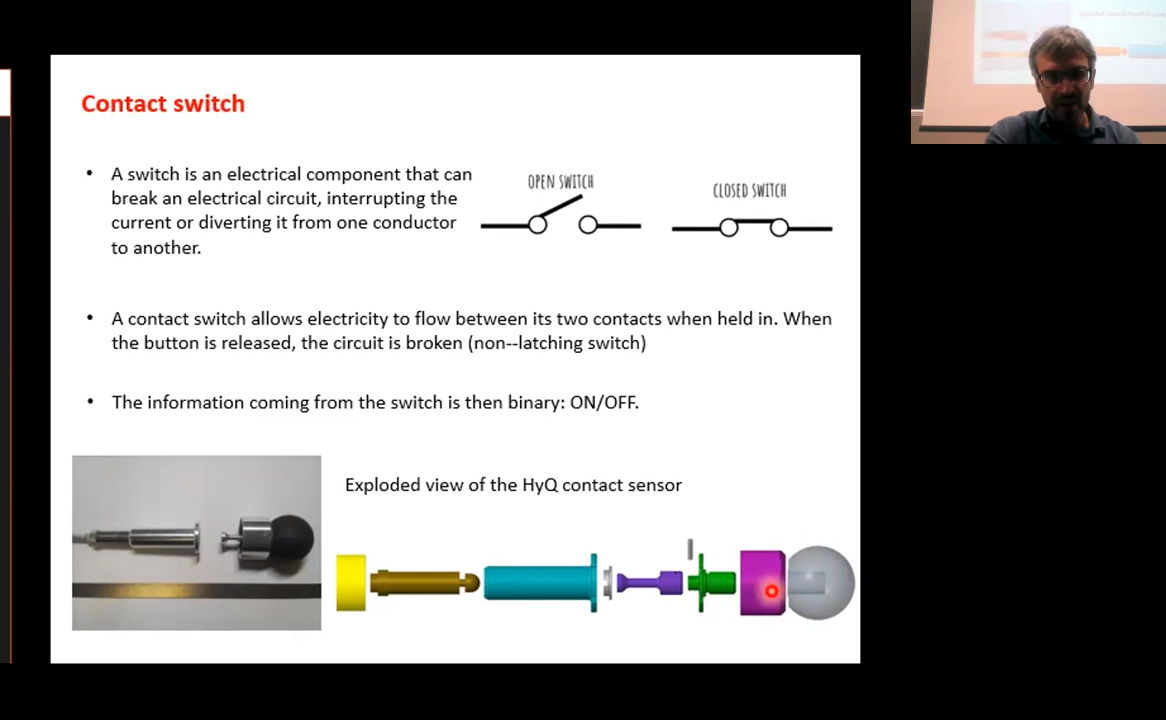 Contact switch
• A switch is an electrical component that can
break an electrical circuit, interrupting the
current or diverting it from one conductor
to another.
OPEN SWITCH
CLOSED SWITCH
• A contact switch allows electricity to flow between its two contacts when held in. When
the button is released, the circuit is broken (non--latching switch)
• The information coming from the switch is then binary: ON/OFF.
Exploded view of the HyQ contact sensor